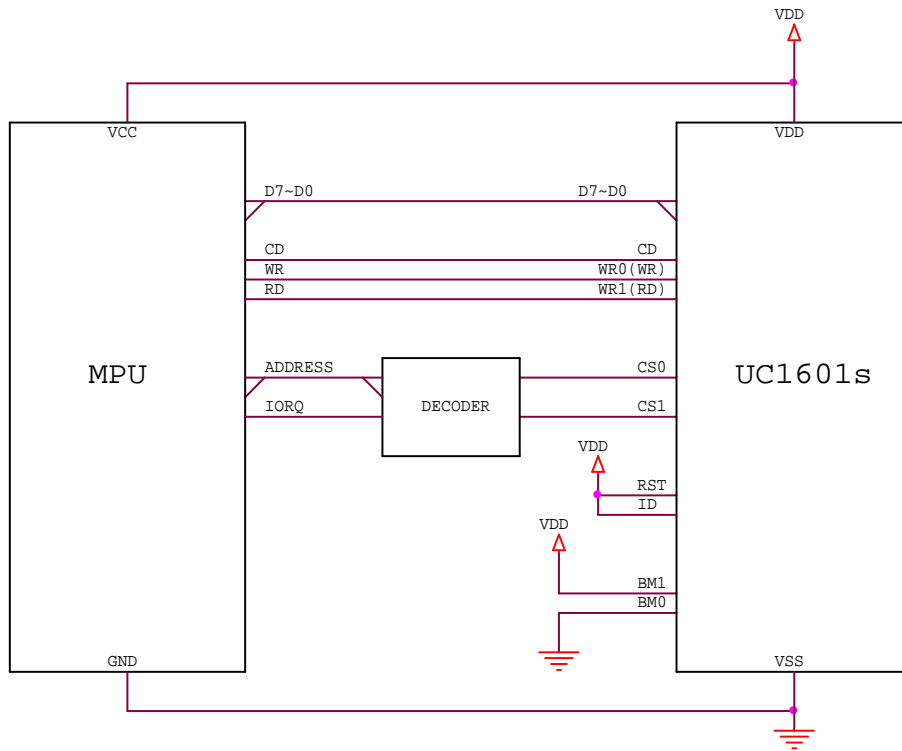 VDD
VCC VDD
D7~D0 D7~D0
CD CD
WR WR0(WR)
RD WR1(RD)
ADDRESS CS0
MPU DECODER UC1601s
IORQ CS1
VDD
RST
ID
VDD
BM1
BM0
GND VSS